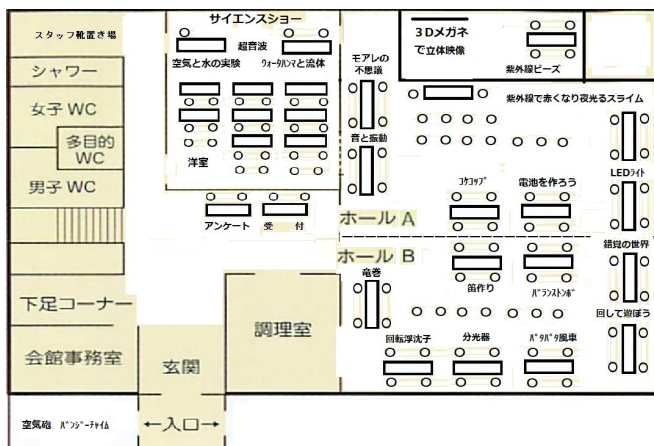 サイエンスショー
スタッフ靴置き場
超音波
空気と水の実験
ウォータハンマと流体
モアレの
不思議
3Dメガネ
で立体映像
紫外線ビーズ
シャワー
女子 WC
多目的
WC
男子 WC
洋室
音と振動
紫外線で赤くなり夜光るスライム
LEDライト
コケコップ
電池を作ろう
アンケート
受 付
ホール A
ホール B
錯覚の世界
竜巻
笛作り
バランストンボ
回して遊ぼう
下足コーナー
調理室
回転浮沈子
分光器
パタパタ風車
会館事務室
玄関
空気砲 バンジーチャイム
←入口→